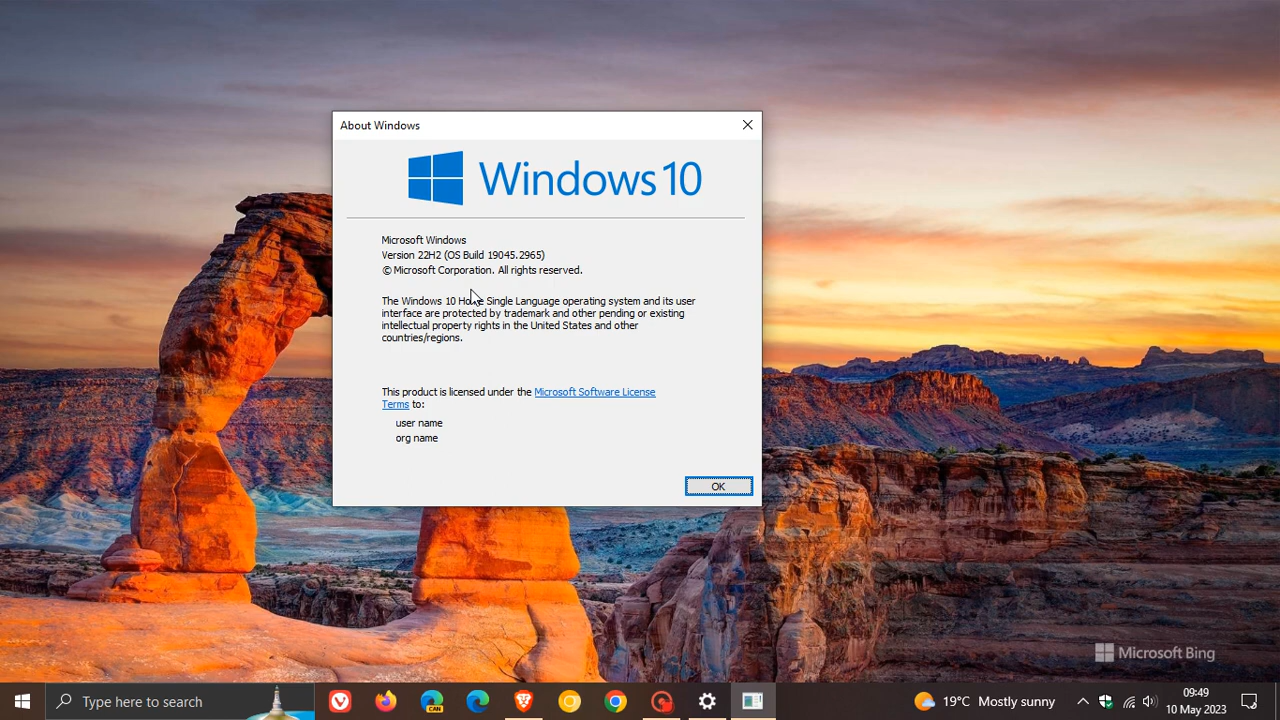 About Windows
Windows 10
Microsoft Windows
Version 22H2 (OS Build 19045.2965)
© Microsoft Corporation. All rights reserved.
The Windows 10 Home Single Language operating system and its user
interface are protected by trademark and other pending or existing
intellectual property rights in the United States and other
countries/regions.
This product is licensed under the Microsoft Software License
Terms to:
user name
org name
OK
Microsoft Bing
Type here to search
CAN
19°C Mostly sunny
09:49
10 May 2023